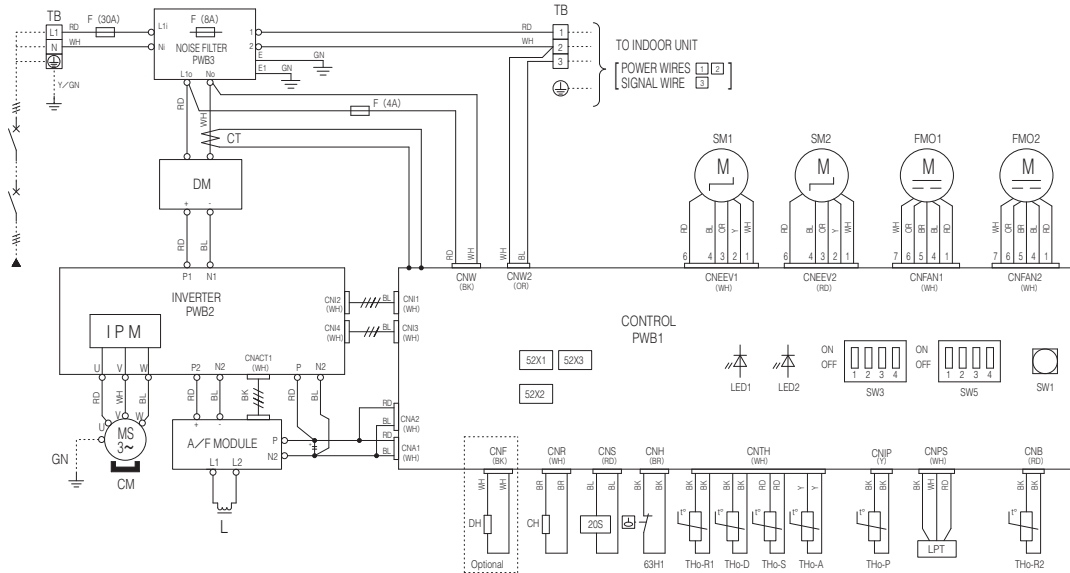 TB
F (30A)
F (8A)
TB
L1
RD
L1i
1
RD
1
N
WH
Ni
NOISE FILTER
PWB3
2
WH
2
3
E
GN
E1
GN
TO INDOOR UNIT
POWER WIRES 1 2
SIGNAL WIRE 3
Y/GN
L1o
No
F (4A)
RD
WH
CT
DM
+
-
RD
BL
RD
WH
WH
BL
SM1
SM2
FMO1
FMO2
M
M
M
M
RD
BL
OR
Y
WH
RD
BL
OR
Y
WH
WH
OR
BR
BL
RD
WH
OR
BR
BL
RD
6
4
3
2
1
6
4
3
2
1
7
6
5
4
1
7
6
5
4
1
P1
N1
CNW
(BK)
CNW2
(OR)
CNEEV1
(WH)
CNEEV2
(RD)
CNFAN1
(WH)
CNFAN2
(WH)
INVERTER
PWB2
CNI2
(WH)
BL
CNI1
(WH)
CNI4
(WH)
BL
CNI3
(WH)
IPM
CONTROL
PWB1
52X1
52X3
52X2
LED1
LED2
ON
OFF
1 2 3 4
SW3
ON
OFF
1 2 3 4
SW5
SW1
U
V
W
P2
N2
CNACT1
(WH)
P
N2
RD
WH
BL
RD
BL
BK
RD
BL
U
V
W
MS
3~
+
-
A/F MODULE
P
N2
RD
BL
CNA2
(WH)
RD
BL
CNA1
(WH)
GN
CM
L1
L2
L
CNF
(BK)
CNR
(WH)
CNS
(RD)
CNH
(BR)
CNTH
(WH)
CNIP
(Y)
CNPS
(WH)
CNB
(RD)
WH
WH
BR
BR
BL
BL
BK
BK
BK
BK
BK
BK
RD
RD
Y
Y
BK
BK
BK
WH
RD
BK
BK
DH
CH
20S
t°
t°
t°
t°
t°
t°
LPT
Optional
63H1
THo-R1
THo-D
THo-S
THo-A
THo-P
THo-R2